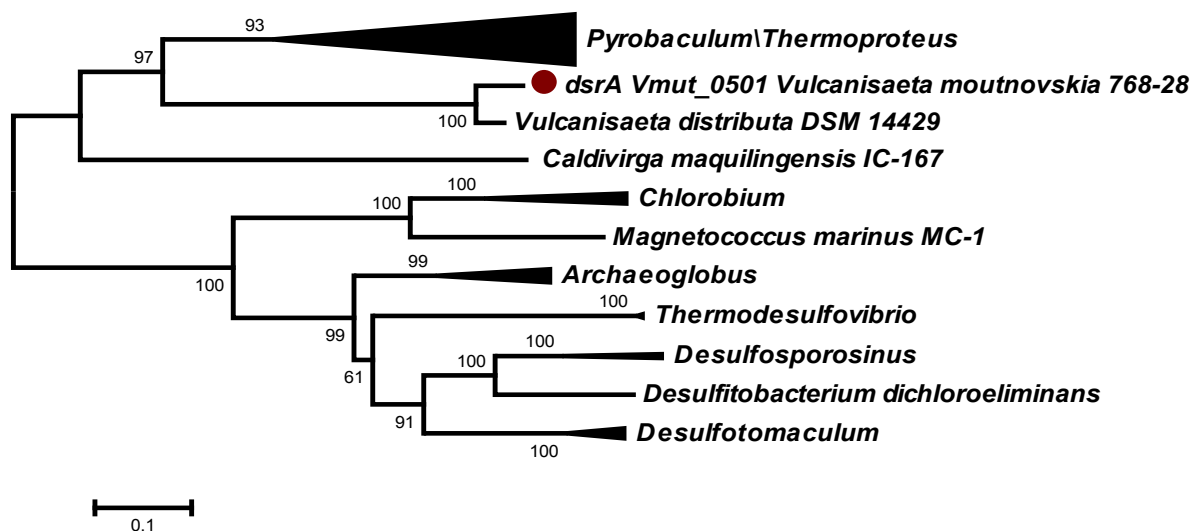 93
Pyrobaculum\Thermoproteus
97
dsrA Vmut_0501 Vulcanisaeta moutnovskia 768-28
100
Vulcanisaeta distributa DSM 14429
Caldivirga maquilingensis IC-167
100
Chlorobium
100
Magnetococcus marinus MC-1
99
Archaeoglobus
100
100
Thermodesulfovibrio
99
100
Desulfosporosinus
100
61
Desulfitobacterium dichloroeliminans
91
Desulfotomaculum
100
0.1